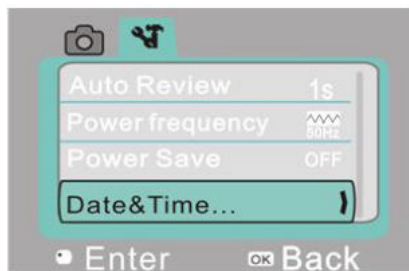 Auto Review 1s
Power frequency 50Hz
Power Save OFF
Date&Time...
Enter OK Back